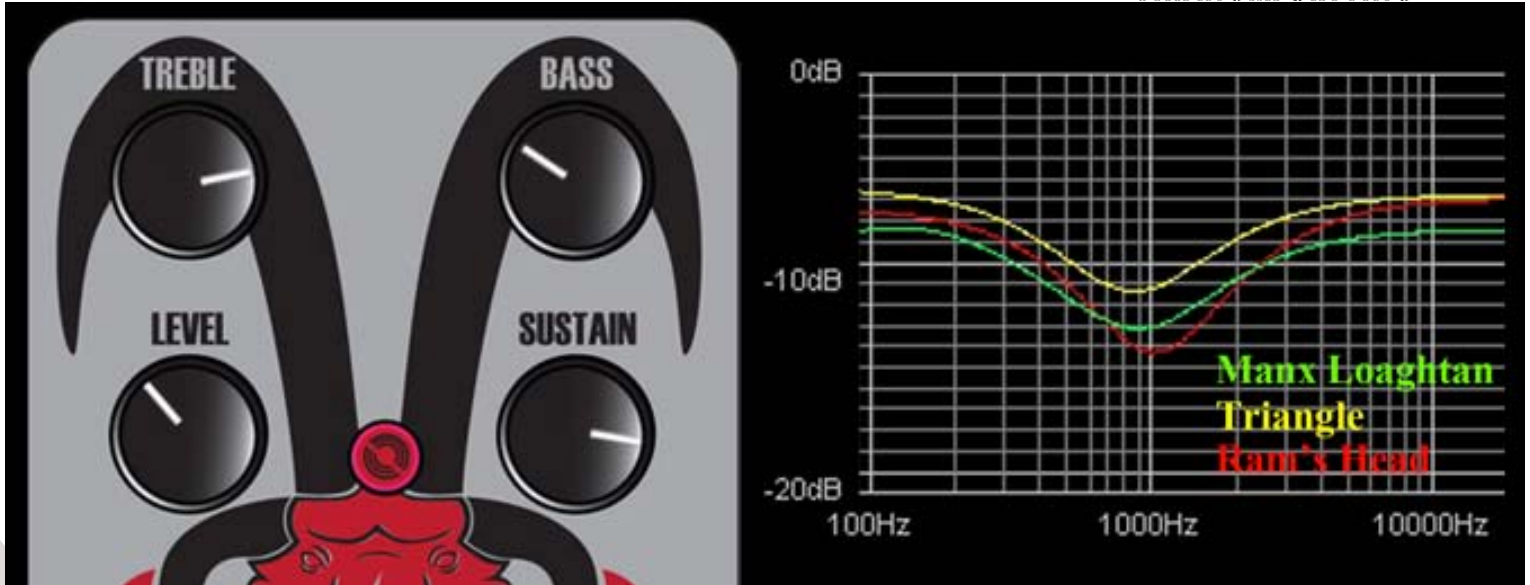 TREBLE
BASS
LEVEL
SUSTAIN
0dB
-10dB
-20dB
100Hz
1000Hz
10000Hz
Manx Loaghtan
Triangle
Ram's Head